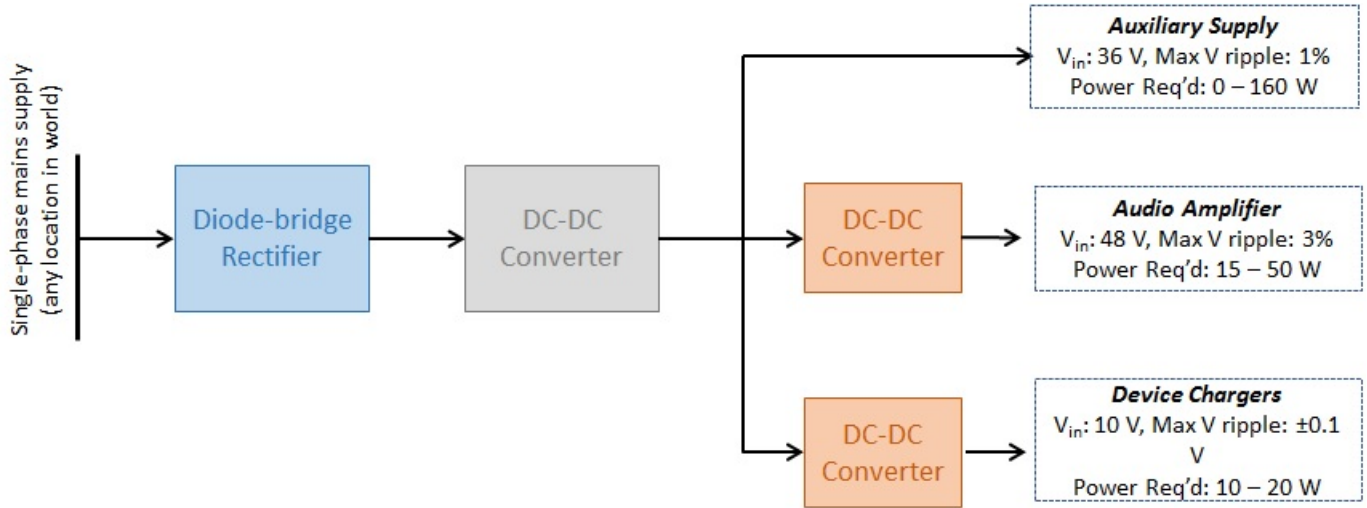 Single-phase mains supply
(any location in world)
Diode-bridge
Rectifier
DC-DC
Converter
Auxiliary Supply
Vin: 36 V, Max V ripple: 1%
Power Req'd: 0 – 160 W
DC-DC
Converter
Audio Amplifier
Vin: 48 V, Max V ripple: 3%
Power Req'd: 15 – 50 W
DC-DC
Converter
Device Chargers
Vin: 10 V, Max V ripple: ±0.1
V
Power Req'd: 10 – 20 W